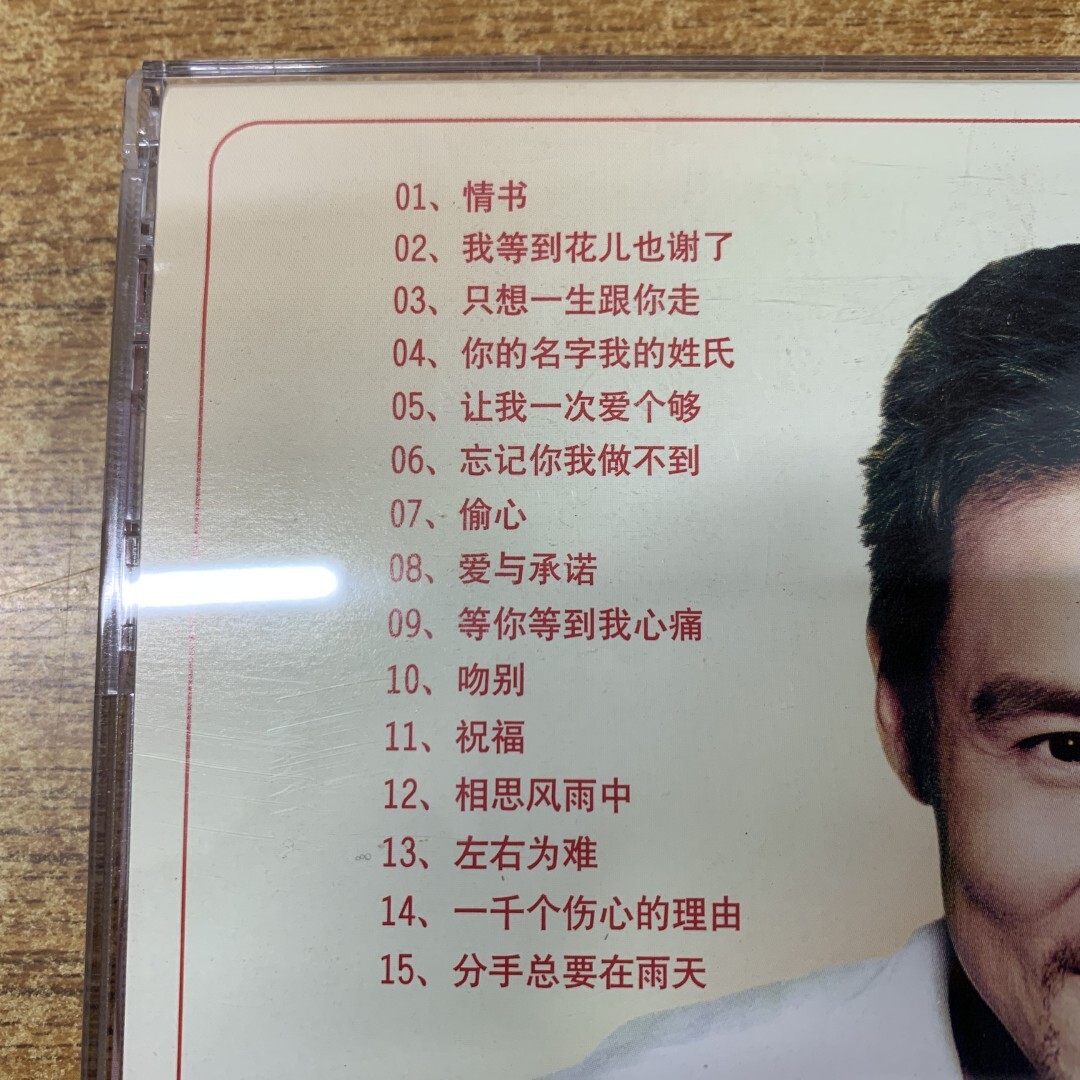 01、情书
02、我等到花儿也谢了
03、只想一生跟你走
04、你的名字我的姓氏
05、让我一次爱个够
06、忘记你我做不到
07、偷心
08、爱与承诺
09、等你等到我心痛
10、吻别
11、祝福
12、相思风雨中
13、左右为难
14、一千个伤心的理由
15、分手总要在雨天